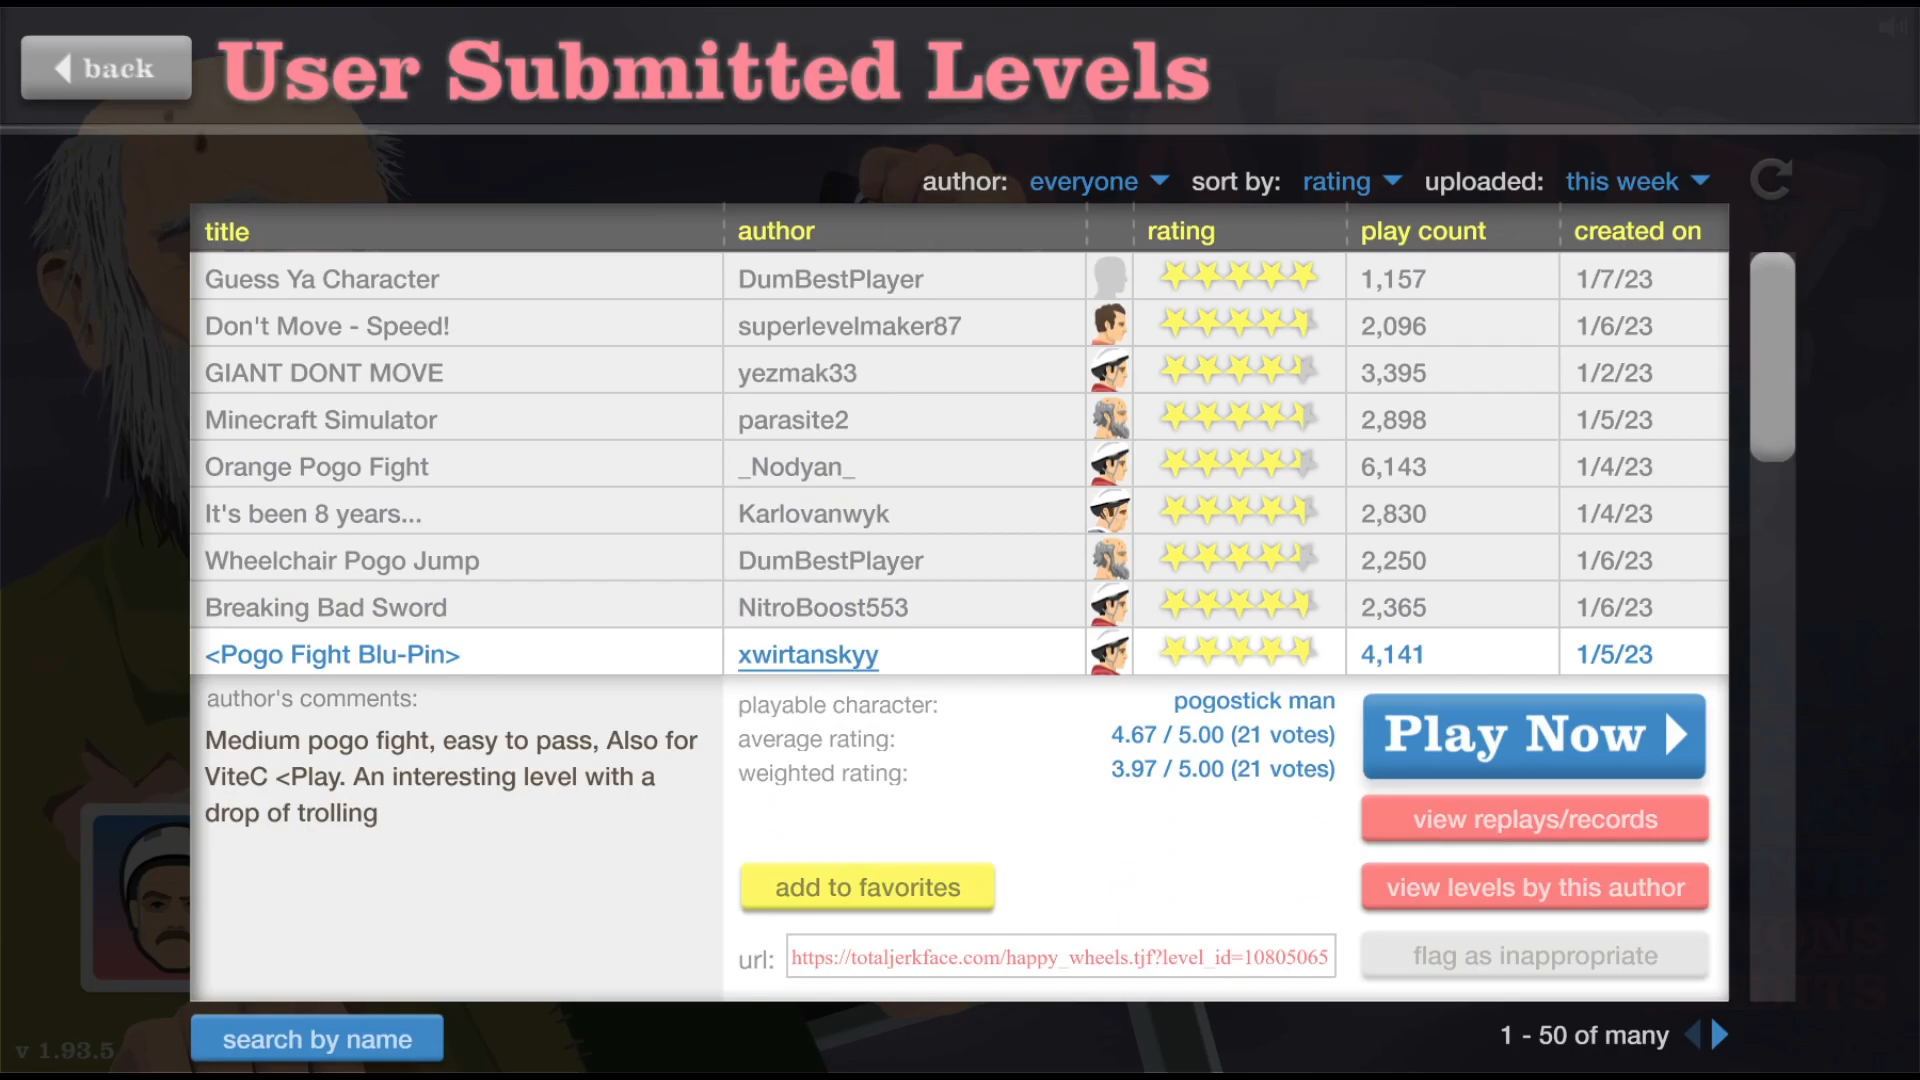 back
User Submitted Levels
author: everyone sort by: rating uploaded: this week
title author rating play count created on
Guess Ya Character DumBestPlayer 1,157 1/7/23
Don't Move - Speed! superlevelmaker87 2,096 1/6/23
GIANT DONT MOVE yezmak33 3,395 1/2/23
Minecraft Simulator parasite2 2,898 1/5/23
Orange Pogo Fight _Nodyan_ 6,143 1/4/23
It's been 8 years... Karlovanwyk 2,830 1/4/23
Wheelchair Pogo Jump DumBestPlayer 2,250 1/6/23
Breaking Bad Sword NitroBoost553 2,365 1/6/23
<Pogo Fight Blu-Pin> xwirtanskyy 4,141 1/5/23
author's comments:
Medium pogo fight, easy to pass, Also for
ViteC <Play. An interesting level with a
drop of trolling
playable character: pogostick man
average rating: 4.67 / 5.00 (21 votes)
weighted rating: 3.97 / 5.00 (21 votes)
add to favorites
url: https://totaljerkface.com/happy_wheels.tjf?level_id=10805065
Play Now
view replays/records
view levels by this author
flag as inappropriate
v 1.93.5
search by name
1 - 50 of many